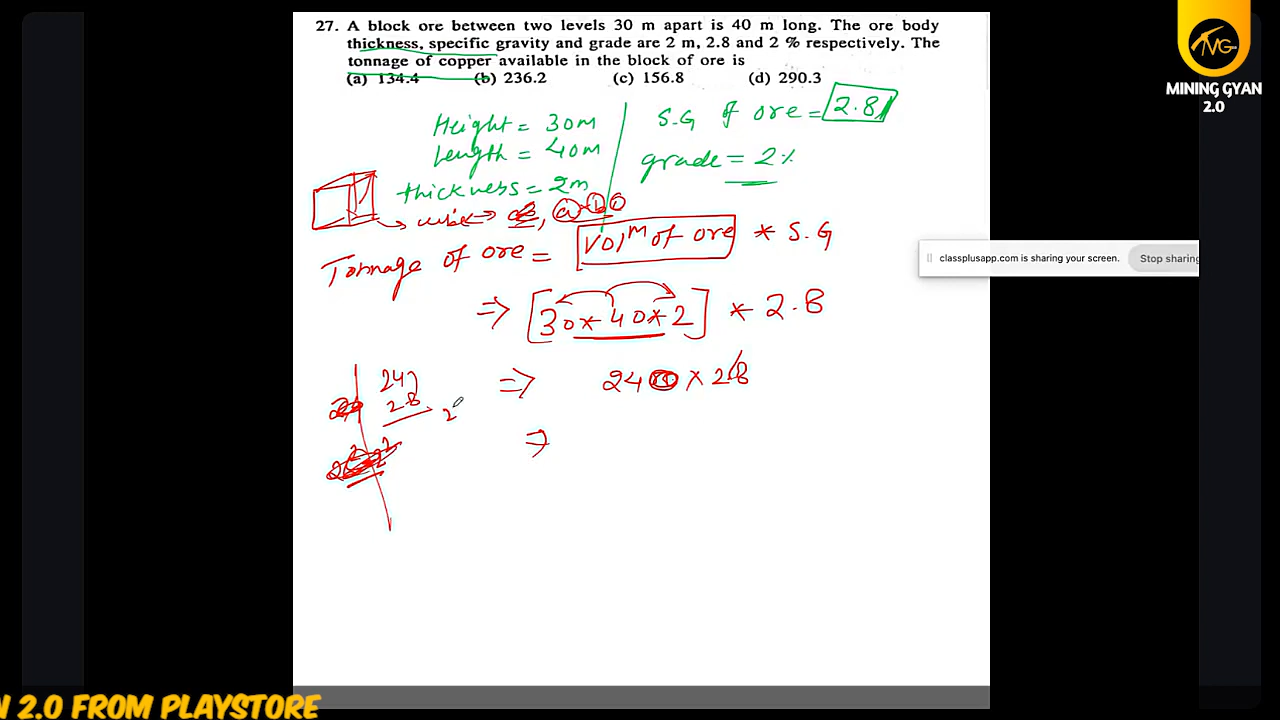 27. A block ore between two levels 30 m apart is 40 m long. The ore body
thickness, specific gravity and grade are 2 m, 2.8 and 2 % respectively. The
tonnage of copper available in the block of ore is
(a) 134.4 (b) 236.2 (c) 156.8 (d) 290.3
TMG
MINING GYAN
2.0
Height = 30m
Length = 40m
thickness = 2m
S.G of ore = 2.8
grade = 2%
Tonnage of ore = Vol^m of ore * S.G
⇒ [30*40*2] * 2.8
classplusapp.com is sharing your screen. Stop sharing
24
28
2
⇒ 24 × 28
⇒
N 2.0 FROM PLAYSTORE